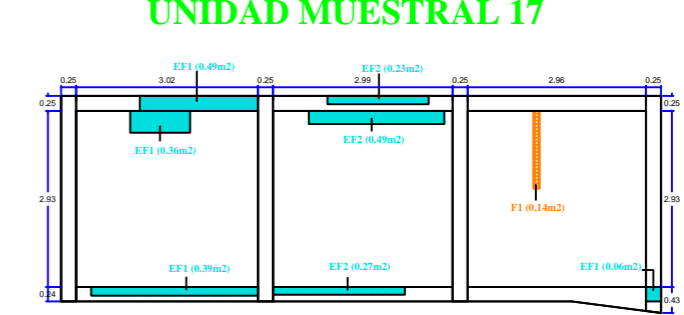 UNIDAD MUESTRAL 17
EF1 (0.49m2)
EF2 (0.23m2)
0.25
3.02
0.25
2.99
0.25
2.96
0.25
0.25
0.25
EF1 (0.36m2)
EF2 (0.49m2)
2.93
2.93
F1 (0.14m2)
EF1 (0.39m2)
EF2 (0.27m2)
EF1 (0.06m2)
0.24
0.43